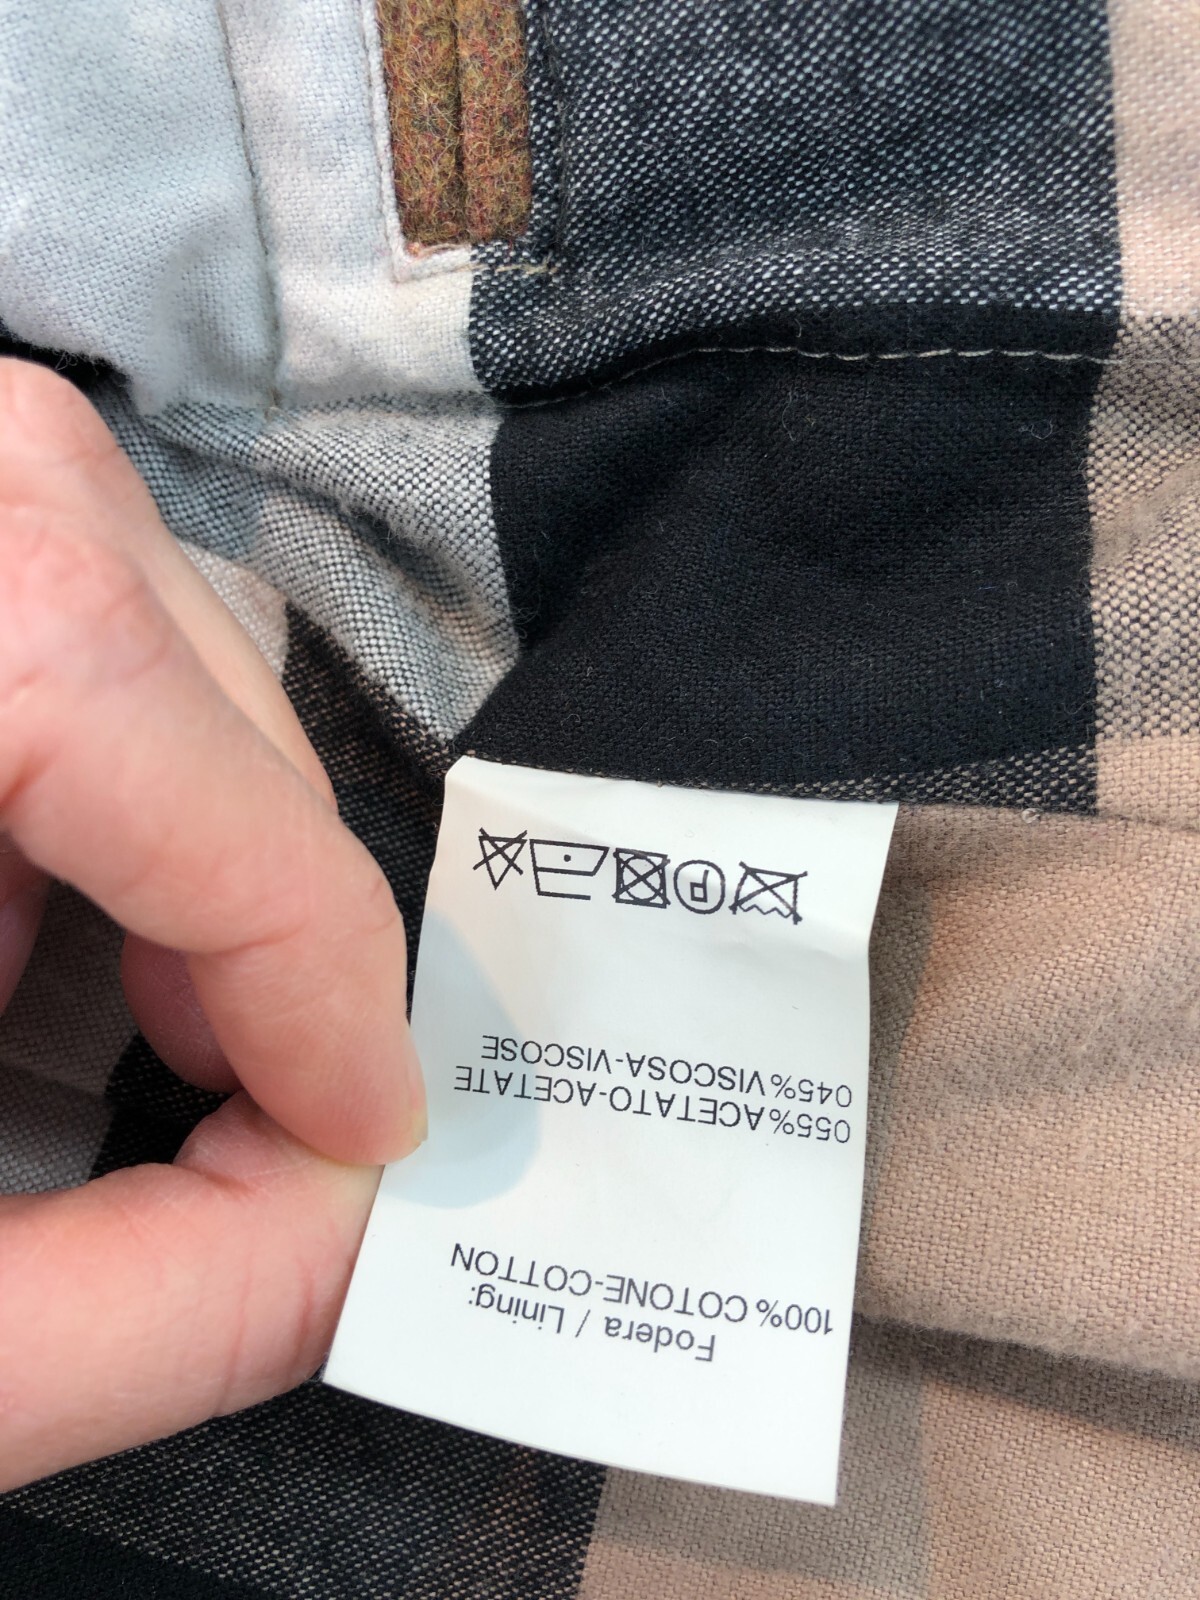 Fodera / Lining:
100% COTONE-COTTON
055%ACETATO-ACETATE
045%VISCOSA-VISCOSE
P